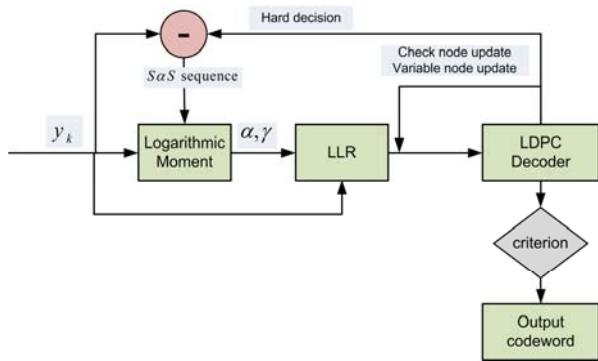 Hard decision
-
SαS sequence
Check node update
Variable node update
y_k
Logarithmic
Moment
α,γ
LLR
LDPC
Decoder
criterion
Output
codeword